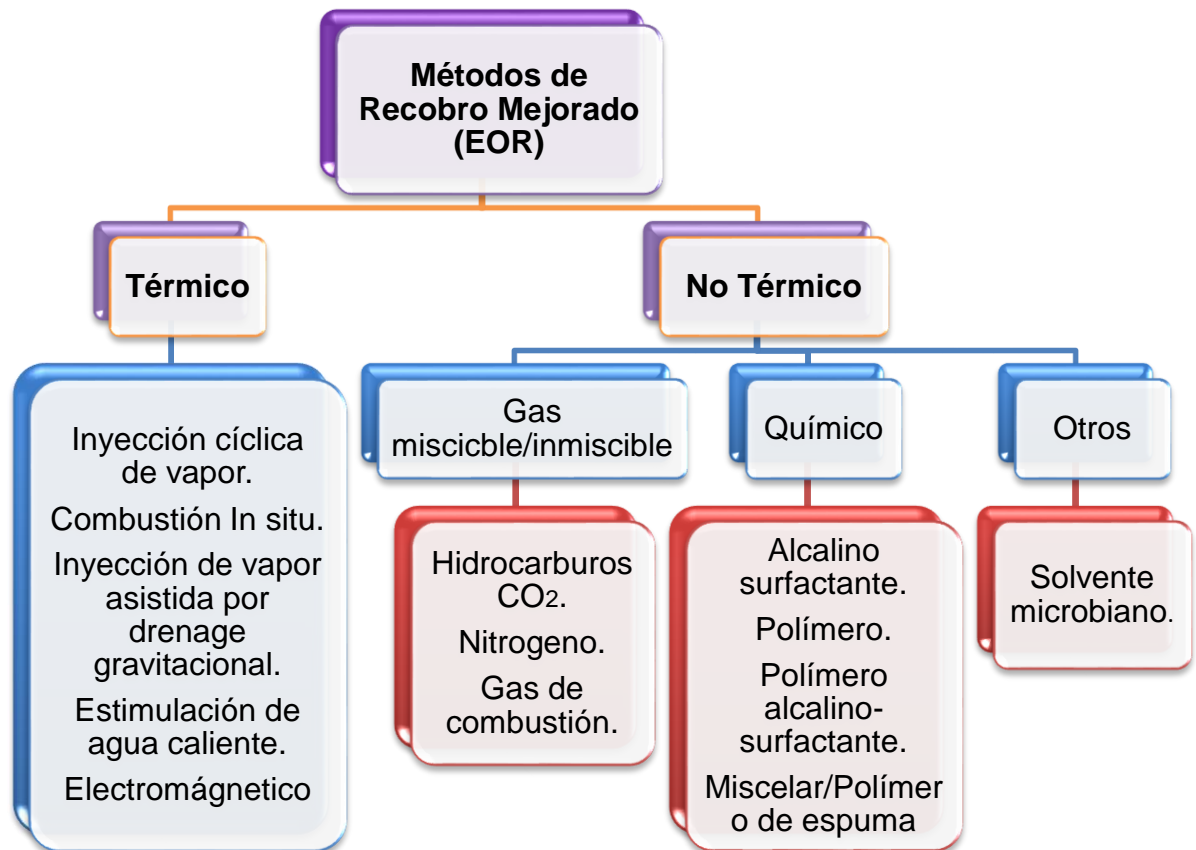 Métodos de
Recobro Mejorado
(EOR)
Térmico
No Térmico
Inyección cíclica
de vapor.
Combustión In situ.
Inyección de vapor
asistida por
drenage
gravitacional.
Estimulación de
agua caliente.
Electromágnetico
Gas
miscicble/inmiscible
Químico
Otros
Hidrocarburos
CO2.
Nitrogeno.
Gas de
combustión.
Alcalino
surfactante.
Polímero.
Polímero
alcalino-
surfactante.
Miscelar/Polímer
o de espuma
Solvente
microbiano.